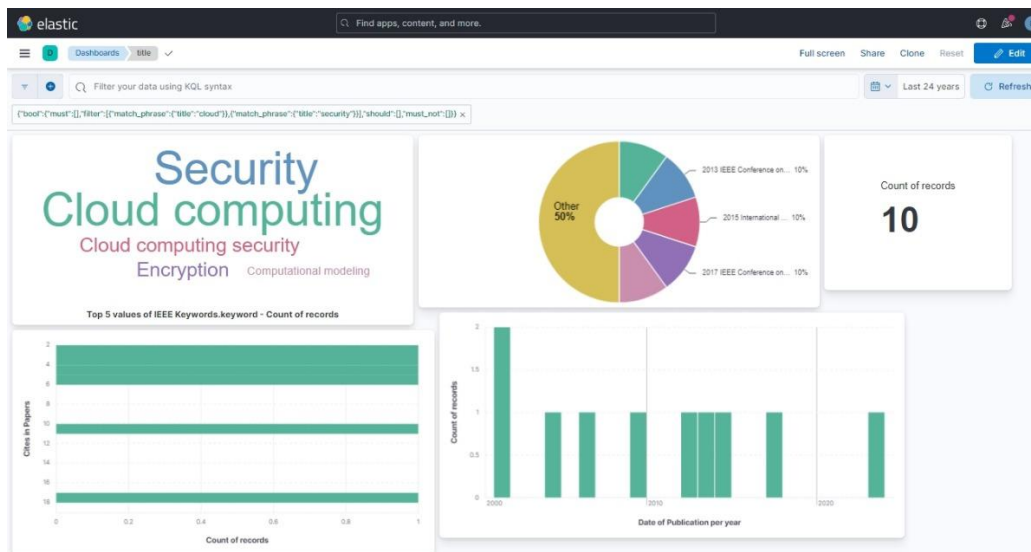 elastic
Find apps, content, and more.
D
Dashboards
title
Full screen
Share
Clone
Reset
Edit
Filter your data using KQL syntax
Last 24 years
Refresh
{"bool":{"must":[],"filter":[{"match_phrase":{"title":"cloud"}},{"match_phrase":{"title":"security"}}],"should":[],"must_not":[]}} ×
Security
Cloud computing
Cloud computing security
Encryption
Computational modeling
Top 5 values of IEEE Keywords.keyword - Count of records
Other
50%
2013 IEEE Conference on... 10%
2015 International ... 10%
2017 IEEE Conference on... 10%
Count of records
10
Cites in Papers
2
4
6
8
10
12
14
16
18
0
0.2
0.4
0.6
0.8
1
Count of records
Count of records
2
1.5
1
0.5
0
2000
2010
2020
Date of Publication per year